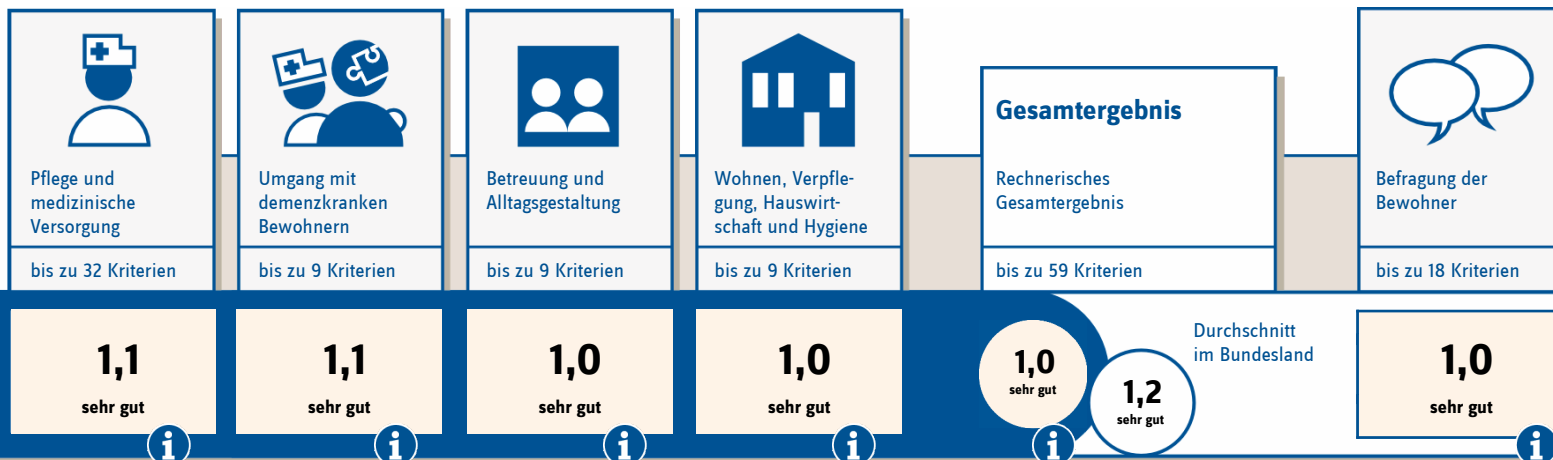 Pflege und
medizinische
Versorgung
bis zu 32 Kriterien
1,1
sehr gut
i
Umgang mit
demenzkranken
Bewohnern
bis zu 9 Kriterien
1,1
sehr gut
i
Betreuung und
Alltagsgestaltung
bis zu 9 Kriterien
1,0
sehr gut
i
Wohnen, Verpfle-
gung, Hauswirt-
schaft und Hygiene
bis zu 9 Kriterien
1,0
sehr gut
i
Gesamtergebnis
Rechnerisches
Gesamtergebnis
bis zu 59 Kriterien
1,0
sehr gut
i
Durchschnitt
im Bundesland
1,2
sehr gut
Befragung der
Bewohner
bis zu 18 Kriterien
1,0
sehr gut
i